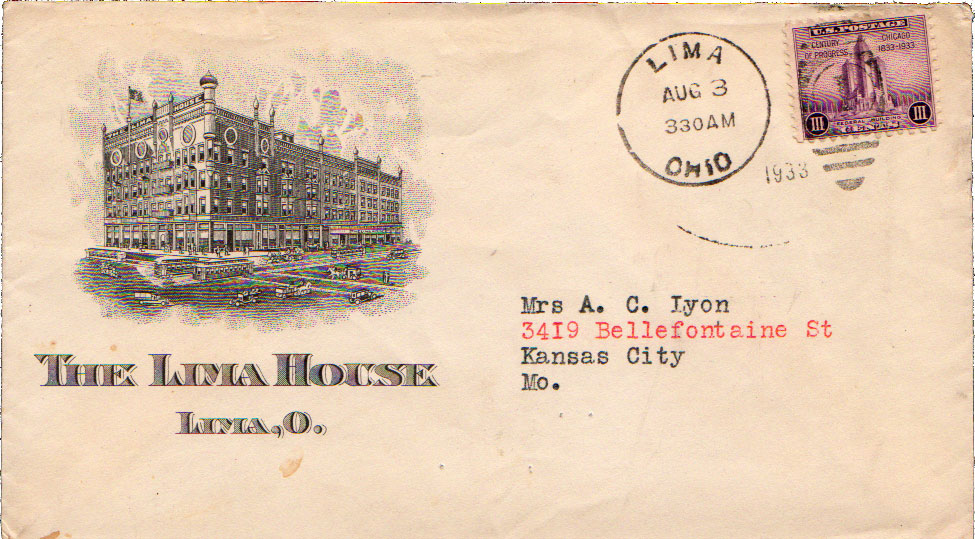 THE LIMA HOUSE
LIMA, O.
LIMA
AUG 3
330AM
OHIO
1933
U.S. POSTAGE
CENTURY OF PROGRESS
CHICAGO 1833-1933
FEDERAL BUILDING
III
III
Mrs A. C. Lyon
3419 Bellefontaine St
Kansas City
Mo.